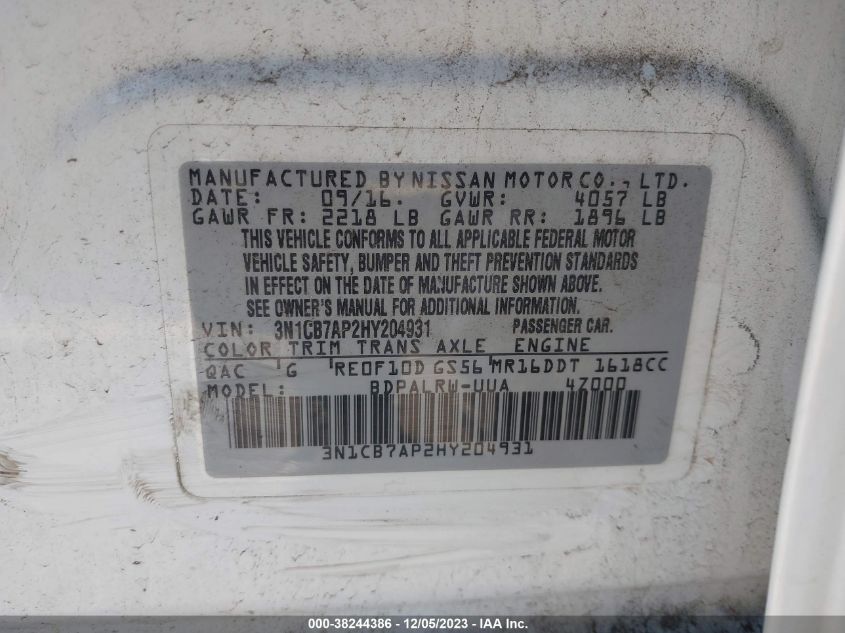 MANUFACTURED BY NISSAN MOTOR CO., LTD.
DATE: 09/16. GVWR: 4057 LB
GAWR FR: 2218 LB GAWR RR: 1896 LB
THIS VEHICLE CONFORMS TO ALL APPLICABLE FEDERAL MOTOR
VEHICLE SAFETY, BUMPER AND THEFT PREVENTION STANDARDS
IN EFFECT ON THE DATE OF MANUFACTURE SHOWN ABOVE.
SEE OWNER'S MANUAL FOR ADDITIONAL INFORMATION.
VIN: 3N1CB7AP2HY204931 PASSENGER CAR.
COLOR TRIM TRANS AXLE ENGINE
QAC 'G 'RE0F10D GS56 'MR16DDT 1618CC
MODEL: BDPALRW-UUA 4Z000
3N1CB7AP2HY204931
000-38244386 - 12/05/2023 - IAA Inc.